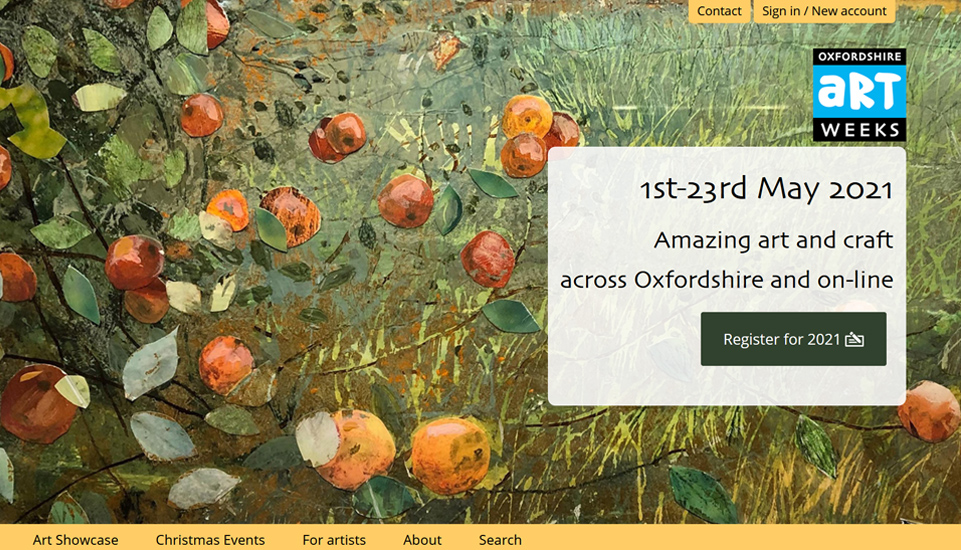 Contact
Sign in / New account
OXFORDSHIRE
aRT
WEEKS
1st-23rd May 2021
Amazing art and craft
across Oxfordshire and on-line
Register for 2021
Art Showcase
Christmas Events
For artists
About
Search